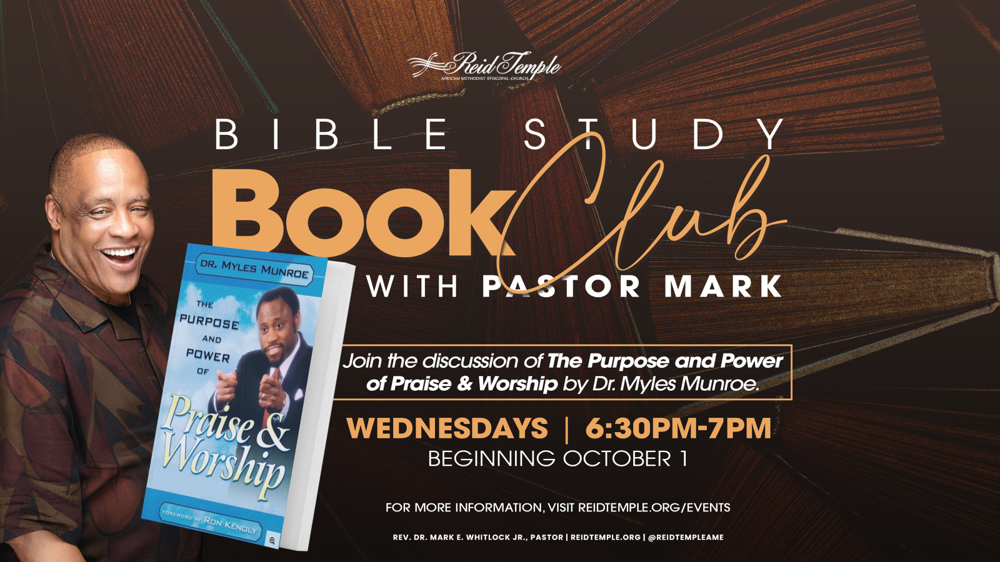 Reid Temple
AFRICAN METHODIST EPISCOPAL CHURCH
BIBLE STUDY
Book Club
WITH PASTOR MARK
DR. MYLES MUNROE
THE
PURPOSE
AND
POWER
OF
Praise &
Worship
FOREWORD BY RON KENOLY
Join the discussion of The Purpose and Power
of Praise & Worship by Dr. Myles Munroe.
WEDNESDAYS | 6:30PM-7PM
BEGINNING OCTOBER 1
FOR MORE INFORMATION, VISIT REIDTEMPLE.ORG/EVENTS
REV. DR. MARK E. WHITLOCK JR., PASTOR | REIDTEMPLE.ORG | @REIDTEMPLEAME